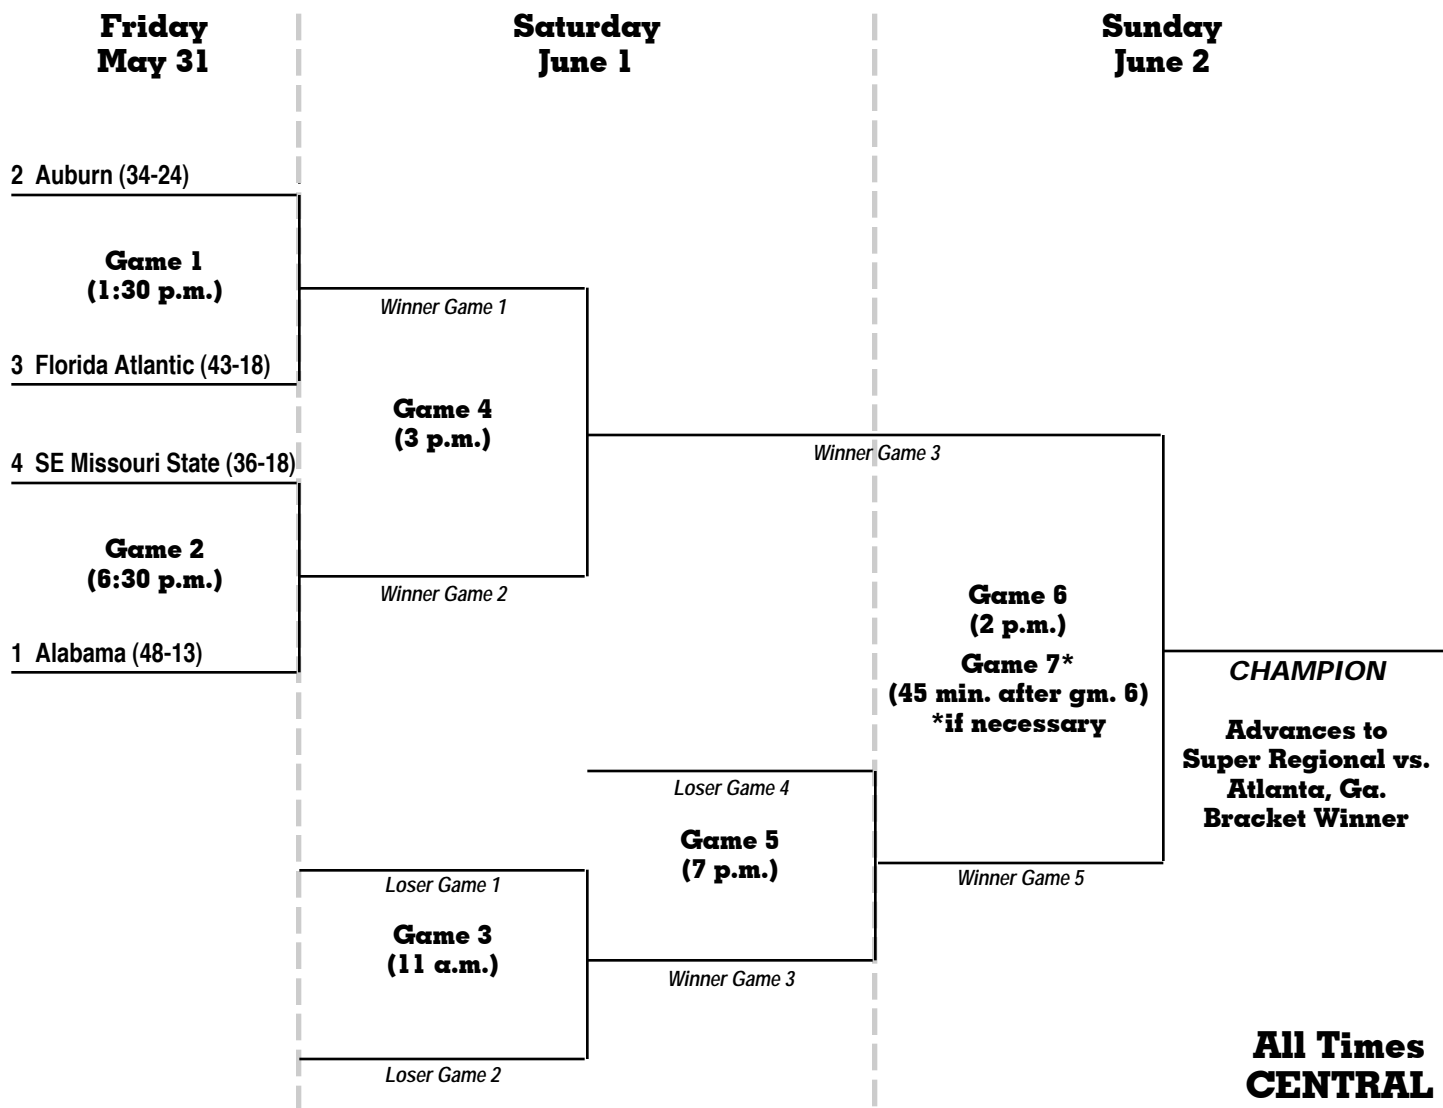 Friday
May 31
Saturday
June 1
Sunday
June 2
2 Auburn (34-24)
Game 1
(1:30 p.m.)
3 Florida Atlantic (43-18)
4 SE Missouri State (36-18)
Game 2
(6:30 p.m.)
1 Alabama (48-13)
Winner Game 1
Game 4
(3 p.m.)
Winner Game 2
Loser Game 1
Game 3
(11 a.m.)
Loser Game 2
Loser Game 4
Game 5
(7 p.m.)
Winner Game 3
Winner Game 3
Game 6
(2 p.m.)
Game 7*
(45 min. after gm. 6)
*if necessary
Winner Game 5
CHAMPION
Advances to
Super Regional vs.
Atlanta, Ga.
Bracket Winner
All Times
CENTRAL